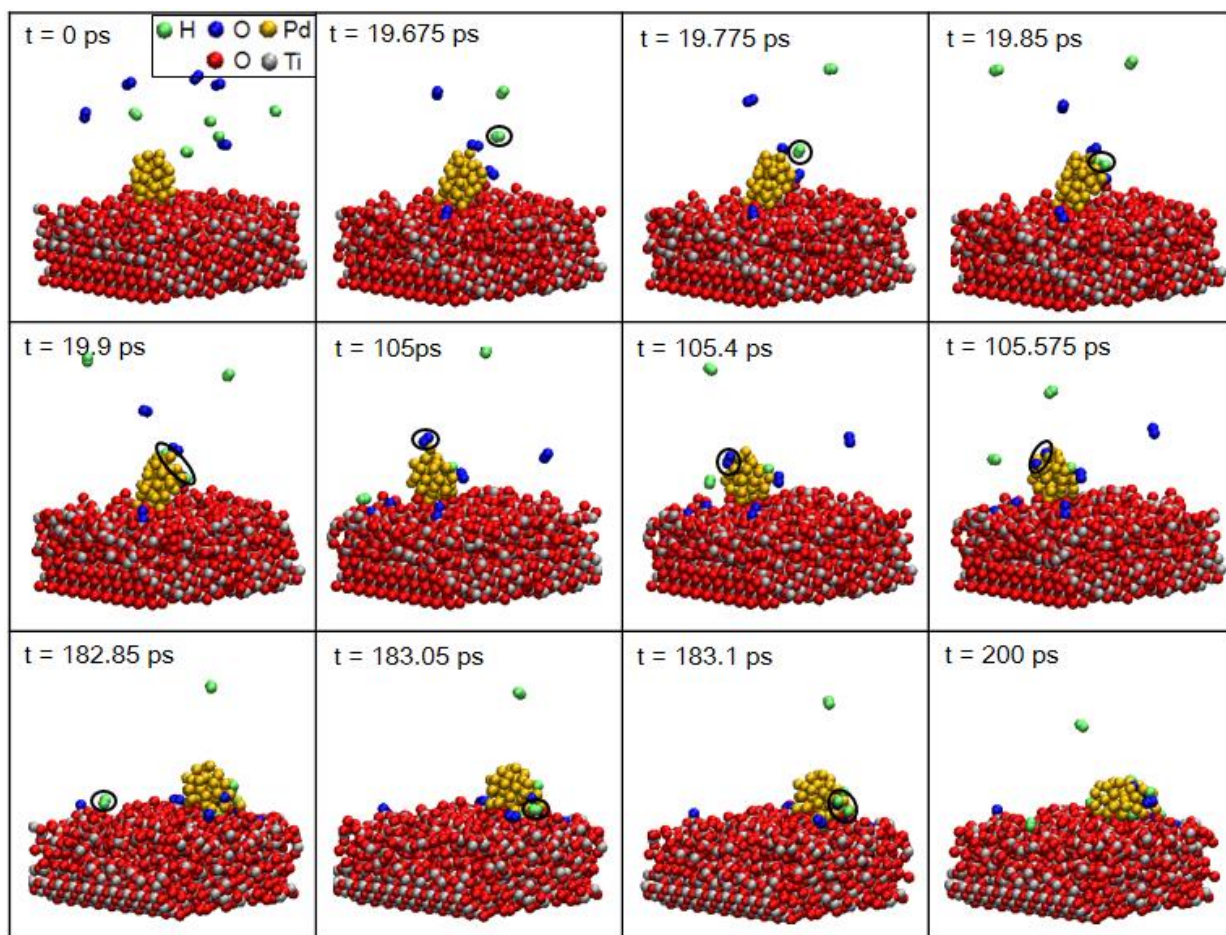 t = 0 ps
H O Pd
O Ti
t = 19.675 ps
t = 19.775 ps
t = 19.85 ps
t = 19.9 ps
t = 105ps
t = 105.4 ps
t = 105.575 ps
t = 182.85 ps
t = 183.05 ps
t = 183.1 ps
t = 200 ps